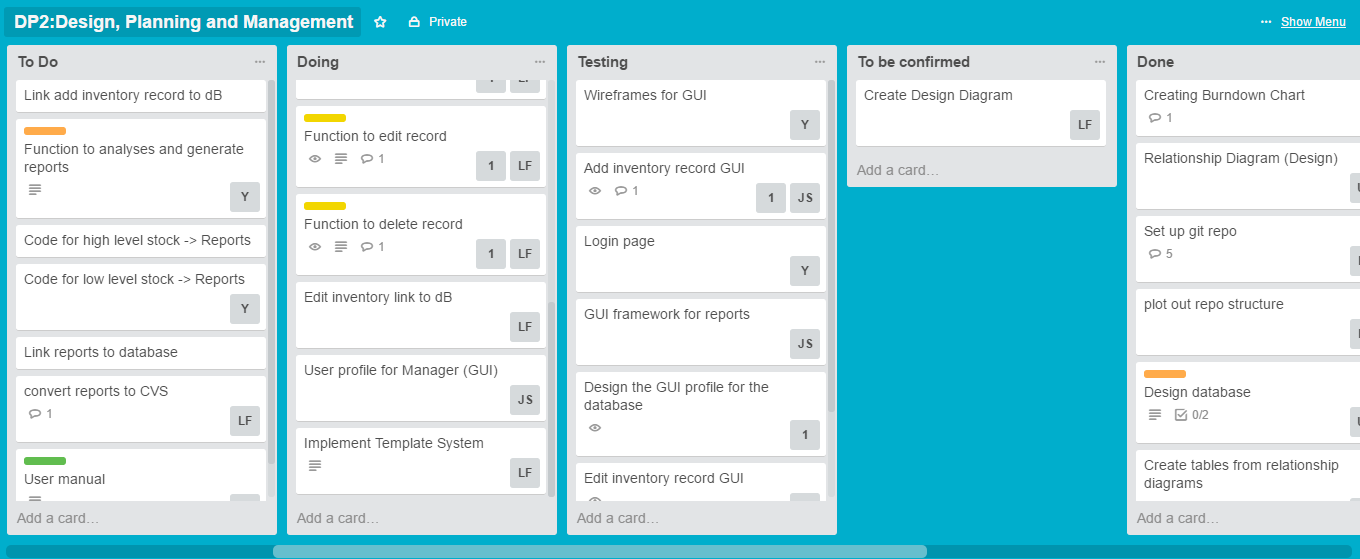 DP2:Design, Planning and Management
Private
Show Menu
To Do
Link add inventory record to dB
Function to analyses and generate
reports
Y
Code for high level stock -> Reports
Code for low level stock -> Reports
Y
Link reports to database
convert reports to CVS
1
LF
User manual
Add a card…
Doing
Function to edit record
1
1 LF
Function to delete record
1
1 LF
Edit inventory link to dB
LF
User profile for Manager (GUI)
JS
Implement Template System
LF
Add a card…
Testing
Wireframes for GUI
Y
Add inventory record GUI
1
1 JS
Login page
Y
GUI framework for reports
JS
Design the GUI profile for the
database
1
Edit inventory record GUI
Add a card…
To be confirmed
Create Design Diagram
LF
Add a card…
Done
Creating Burndown Chart
1
Relationship Diagram (Design)
Set up git repo
5
plot out repo structure
Design database
0/2
Create tables from relationship
diagrams
Add a card…